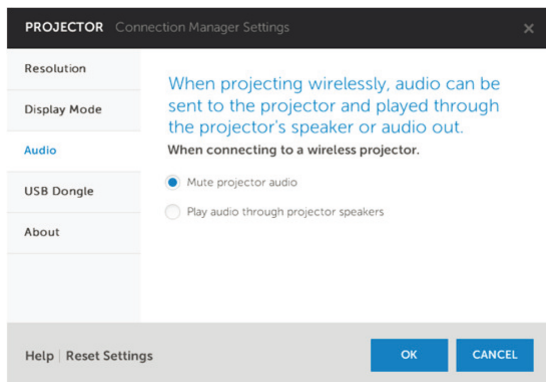 PROJECTOR Connection Manager Settings
Resolution
Display Mode
Audio
USB Dongle
About
When projecting wirelessly, audio can be
sent to the projector and played through
the projector's speaker or audio out.
When connecting to a wireless projector.
Mute projector audio
Play audio through projector speakers
Help | Reset Settings
OK
CANCEL